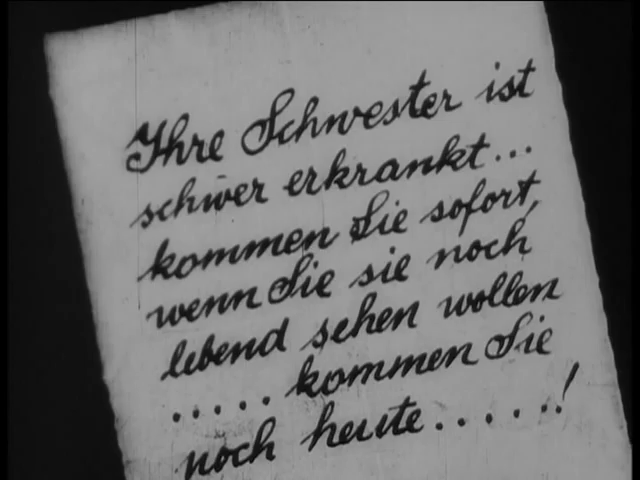 Ihre Schwester ist
schwer erkrankt...
kommen Sie sofort,
wenn Sie sie noch
lebend sehen wollen
..... kommen Sie
noch heute.....!